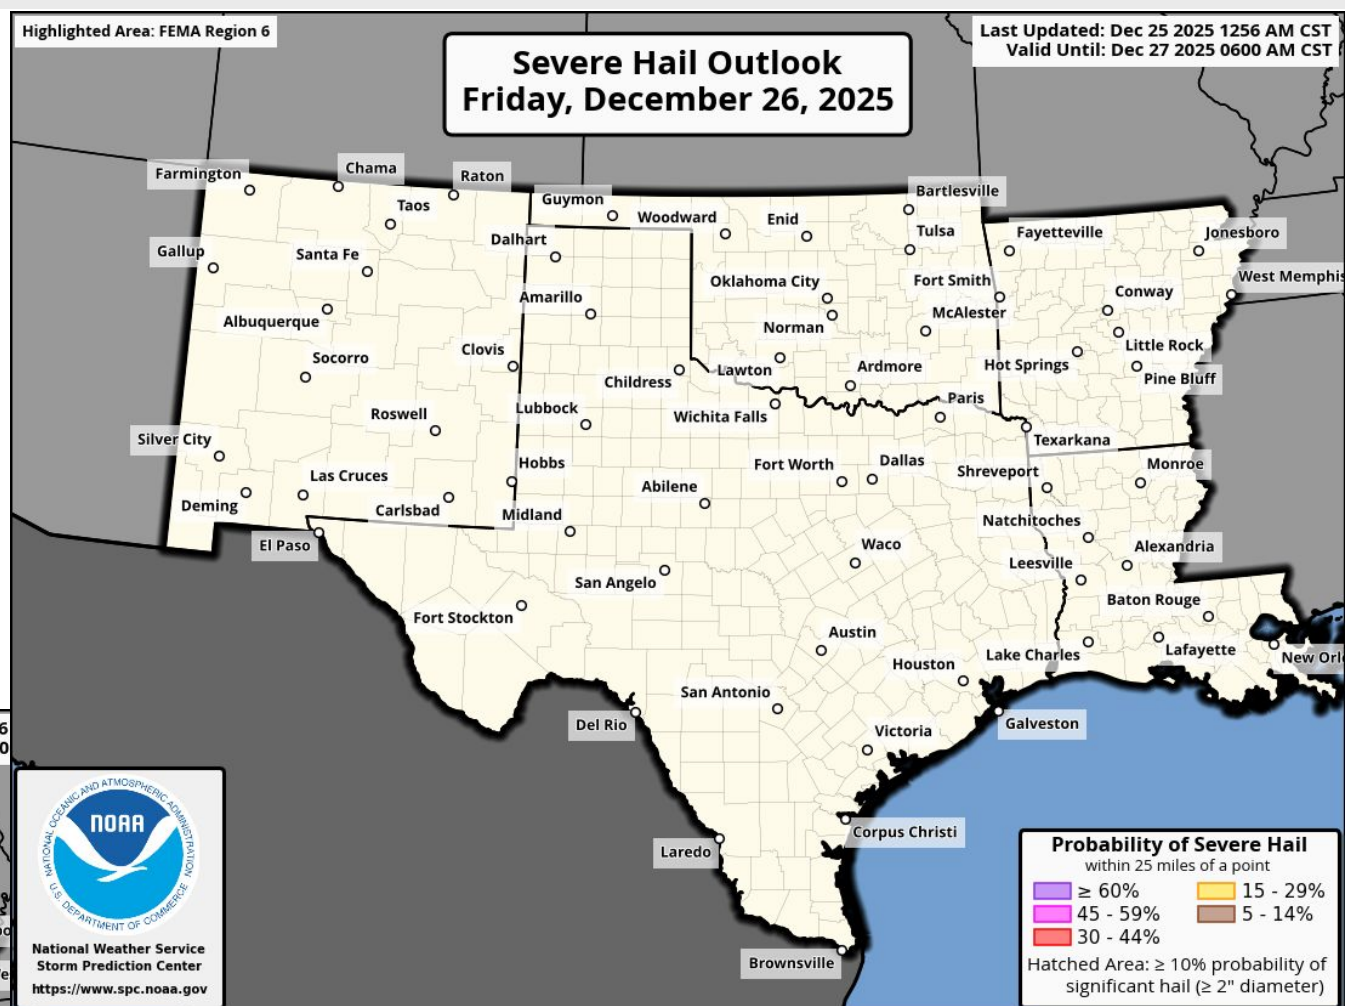 Highlighted Area: FEMA Region 6
Severe Hail Outlook
Friday, December 26, 2025
Last Updated: Dec 25 2025 1256 AM CST
Valid Until: Dec 27 2025 0600 AM CST
Farmington
Chama
Raton
Taos
Guymon
Woodward
Enid
Bartlesville
Tulsa
Fayetteville
Jonesboro
Gallup
Santa Fe
Dalhart
Oklahoma City
Fort Smith
West Memphis
Albuquerque
Amarillo
Norman
McAlester
Conway
Little Rock
Socorro
Clovis
Childress
Lawton
Ardmore
Hot Springs
Pine Bluff
Roswell
Lubbock
Wichita Falls
Paris
Texarkana
Silver City
Hobbs
Fort Worth
Dallas
Shreveport
Monroe
Las Cruces
Abilene
Deming
Carlsbad
Midland
Natchitoches
El Paso
Waco
Alexandria
San Angelo
Leesville
Fort Stockton
Baton Rouge
Austin
Lake Charles
Lafayette
New Orl
Houston
San Antonio
Del Rio
Galveston
Victoria
Corpus Christi
Laredo
Brownsville
6
0
NATIONAL OCEANIC AND ATMOSPHERIC ADMINISTRATION
NOAA
U.S. DEPARTMENT OF COMMERCE
National Weather Service
Storm Prediction Center
https://www.spc.noaa.gov
Probability of Severe Hail
within 25 miles of a point
≥ 60% 15 - 29%
45 - 59% 5 - 14%
30 - 44%
Hatched Area: ≥ 10% probability of
significant hail (≥ 2" diameter)